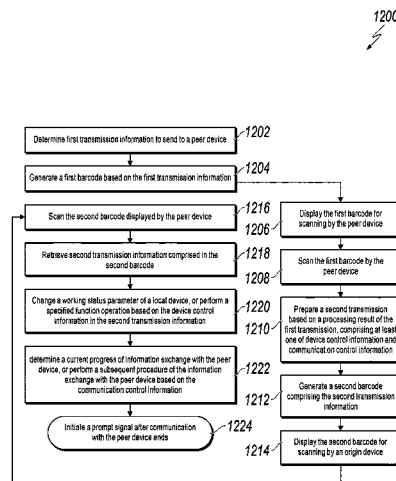 1200
Determine first transmission information to send to a peer device
1202
Generate a first barcode based on the first transmission information
1204
Scan the second barcode displayed by the peer device
1216
Retrieve second transmission information comprised in
the second barcode
1218
Change a working status parameter of a local device, or perform a
specified function operation based on the device control
information in the second transmission information
1220
determine a current progress of information exchange with the peer
device, or perform a subsequent procedure of the information
exchange with the peer device based on the
communication control information
1222
Initiate a prompt signal after communication
with the peer device ends
1224
Display the first barcode for
scanning by the peer device
1206
Scan the first barcode by the
peer device
1208
Prepare a second transmission
based on a processing result of the
first transmission, comprising at least
one of device control information and
communication control information
1210
Generate a second barcode
comprising the second transmission
information
1212
Display the second barcode for
scanning by an origin device
1214